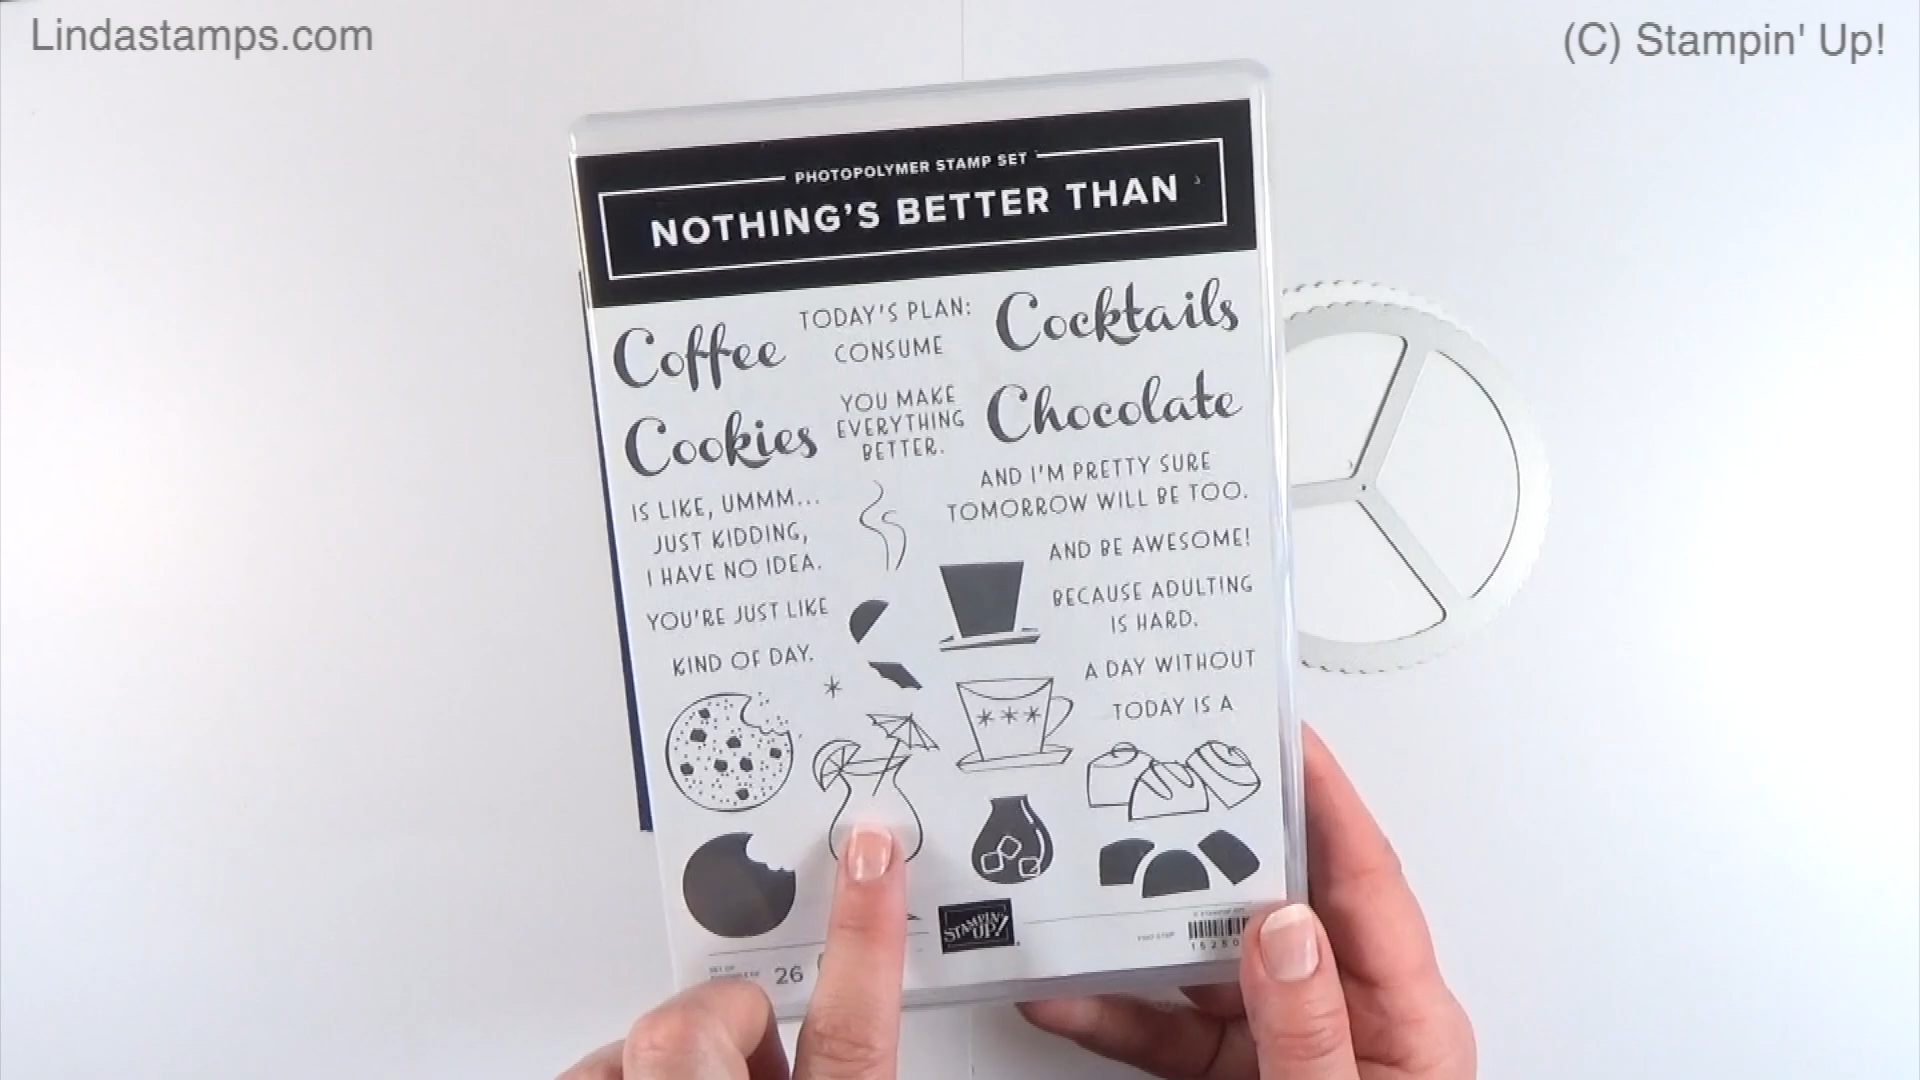 Lindastamps.com
(C) Stampin' Up!
PHOTOPOLYMER STAMP SET
NOTHING'S BETTER THAN
Coffee
TODAY'S PLAN:
CONSUME
Cocktails
Cookies
YOU MAKE
EVERYTHING
BETTER.
Chocolate
IS LIKE, UMMM...
JUST KIDDING,
I HAVE NO IDEA.
AND I'M PRETTY SURE
TOMORROW WILL BE TOO.
AND BE AWESOME!
BECAUSE ADULTING
IS HARD.
YOU'RE JUST LIKE
KIND OF DAY.
A DAY WITHOUT
TODAY IS A
STAMPIN'
UP!
SET OF
26